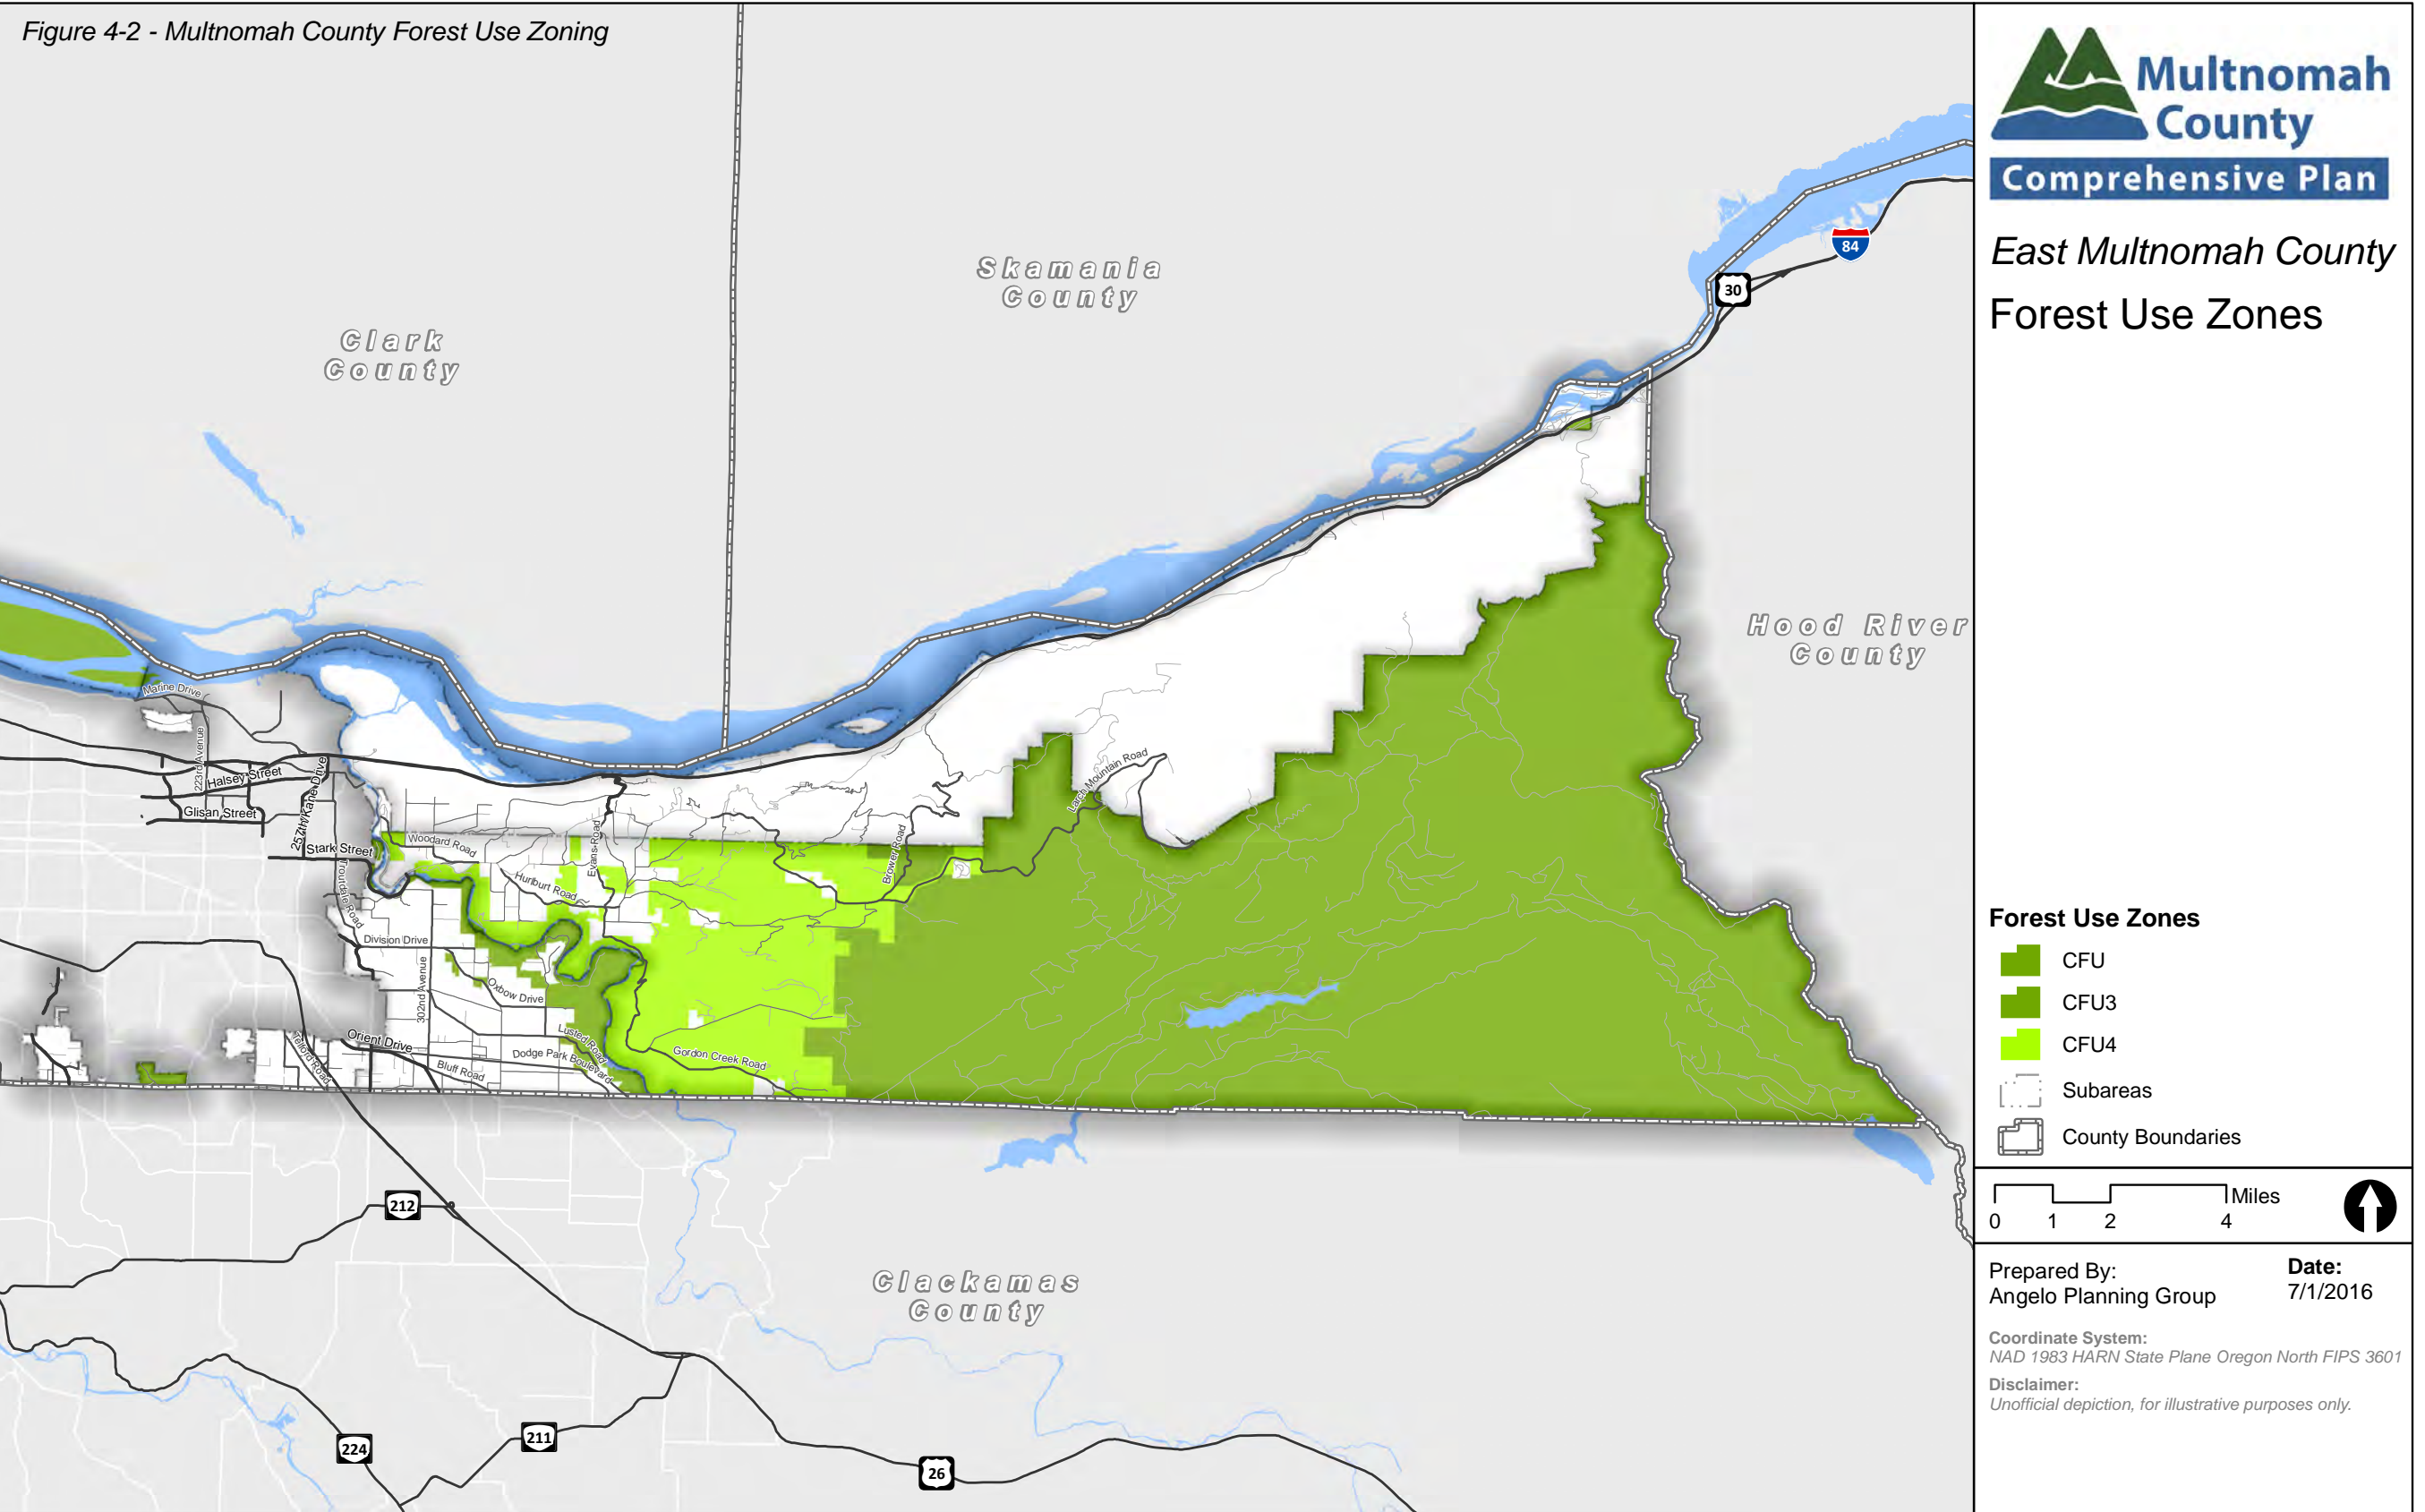 Figure 4-2 - Multnomah County Forest Use Zoning
Multnomah
County
Comprehensive Plan
East Multnomah County
Forest Use Zones
Skamania
County
Clark
County
84
30
Hood River
County
Marine Drive
223rd Avenue
Halsey Street
Glisan Street
257th/Kane Drive
Stark Street
Troutdale Road
Woodard Road
Evans Road
Hurlburt Road
Brower Road
Larch Mountain Road
Division Drive
302nd Avenue
Oxbow Drive
Lusted Road
Orient Drive
Telford Road
Dodge Park Boulevard
Bluff Road
Gordon Creek Road
212
Clackamas
County
224
211
26
Forest Use Zones
CFU
CFU3
CFU4
Subareas
County Boundaries
Miles
0 1 2 4
Prepared By:
Angelo Planning Group
Date:
7/1/2016
Coordinate System:
NAD 1983 HARN State Plane Oregon North FIPS 3601
Disclaimer:
Unofficial depiction, for illustrative purposes only.